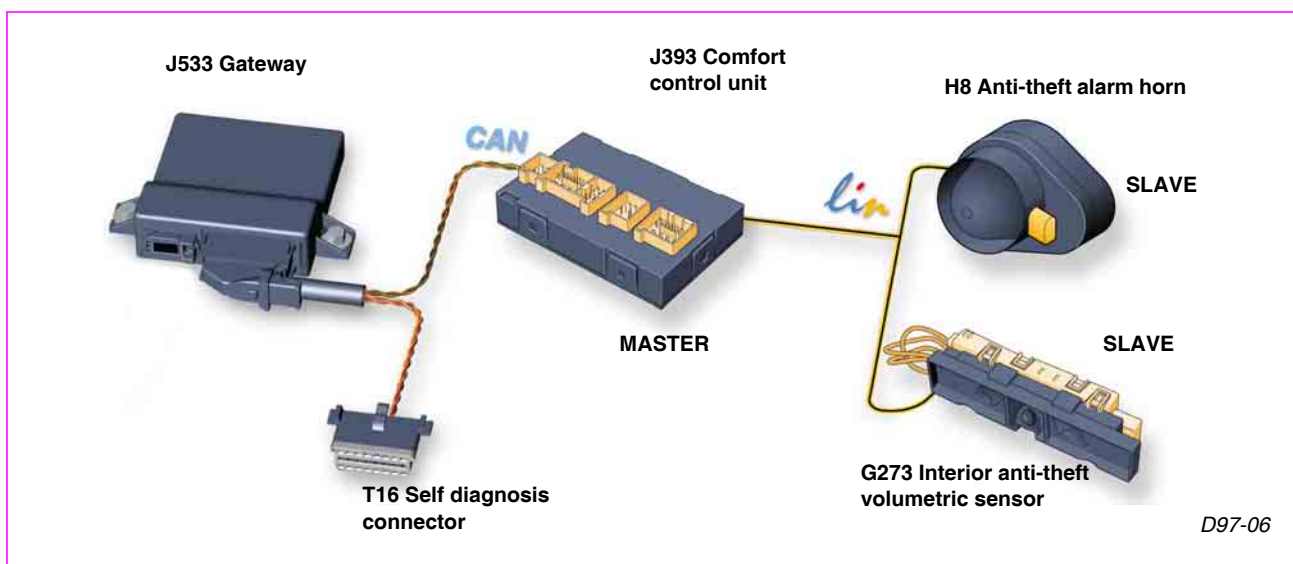 J533 Gateway
J393 Comfort
control unit
H8 Anti-theft alarm horn
CAN
lin
SLAVE
MASTER
SLAVE
T16 Self diagnosis
connector
G273 Interior anti-theft
volumetric sensor
D97-06